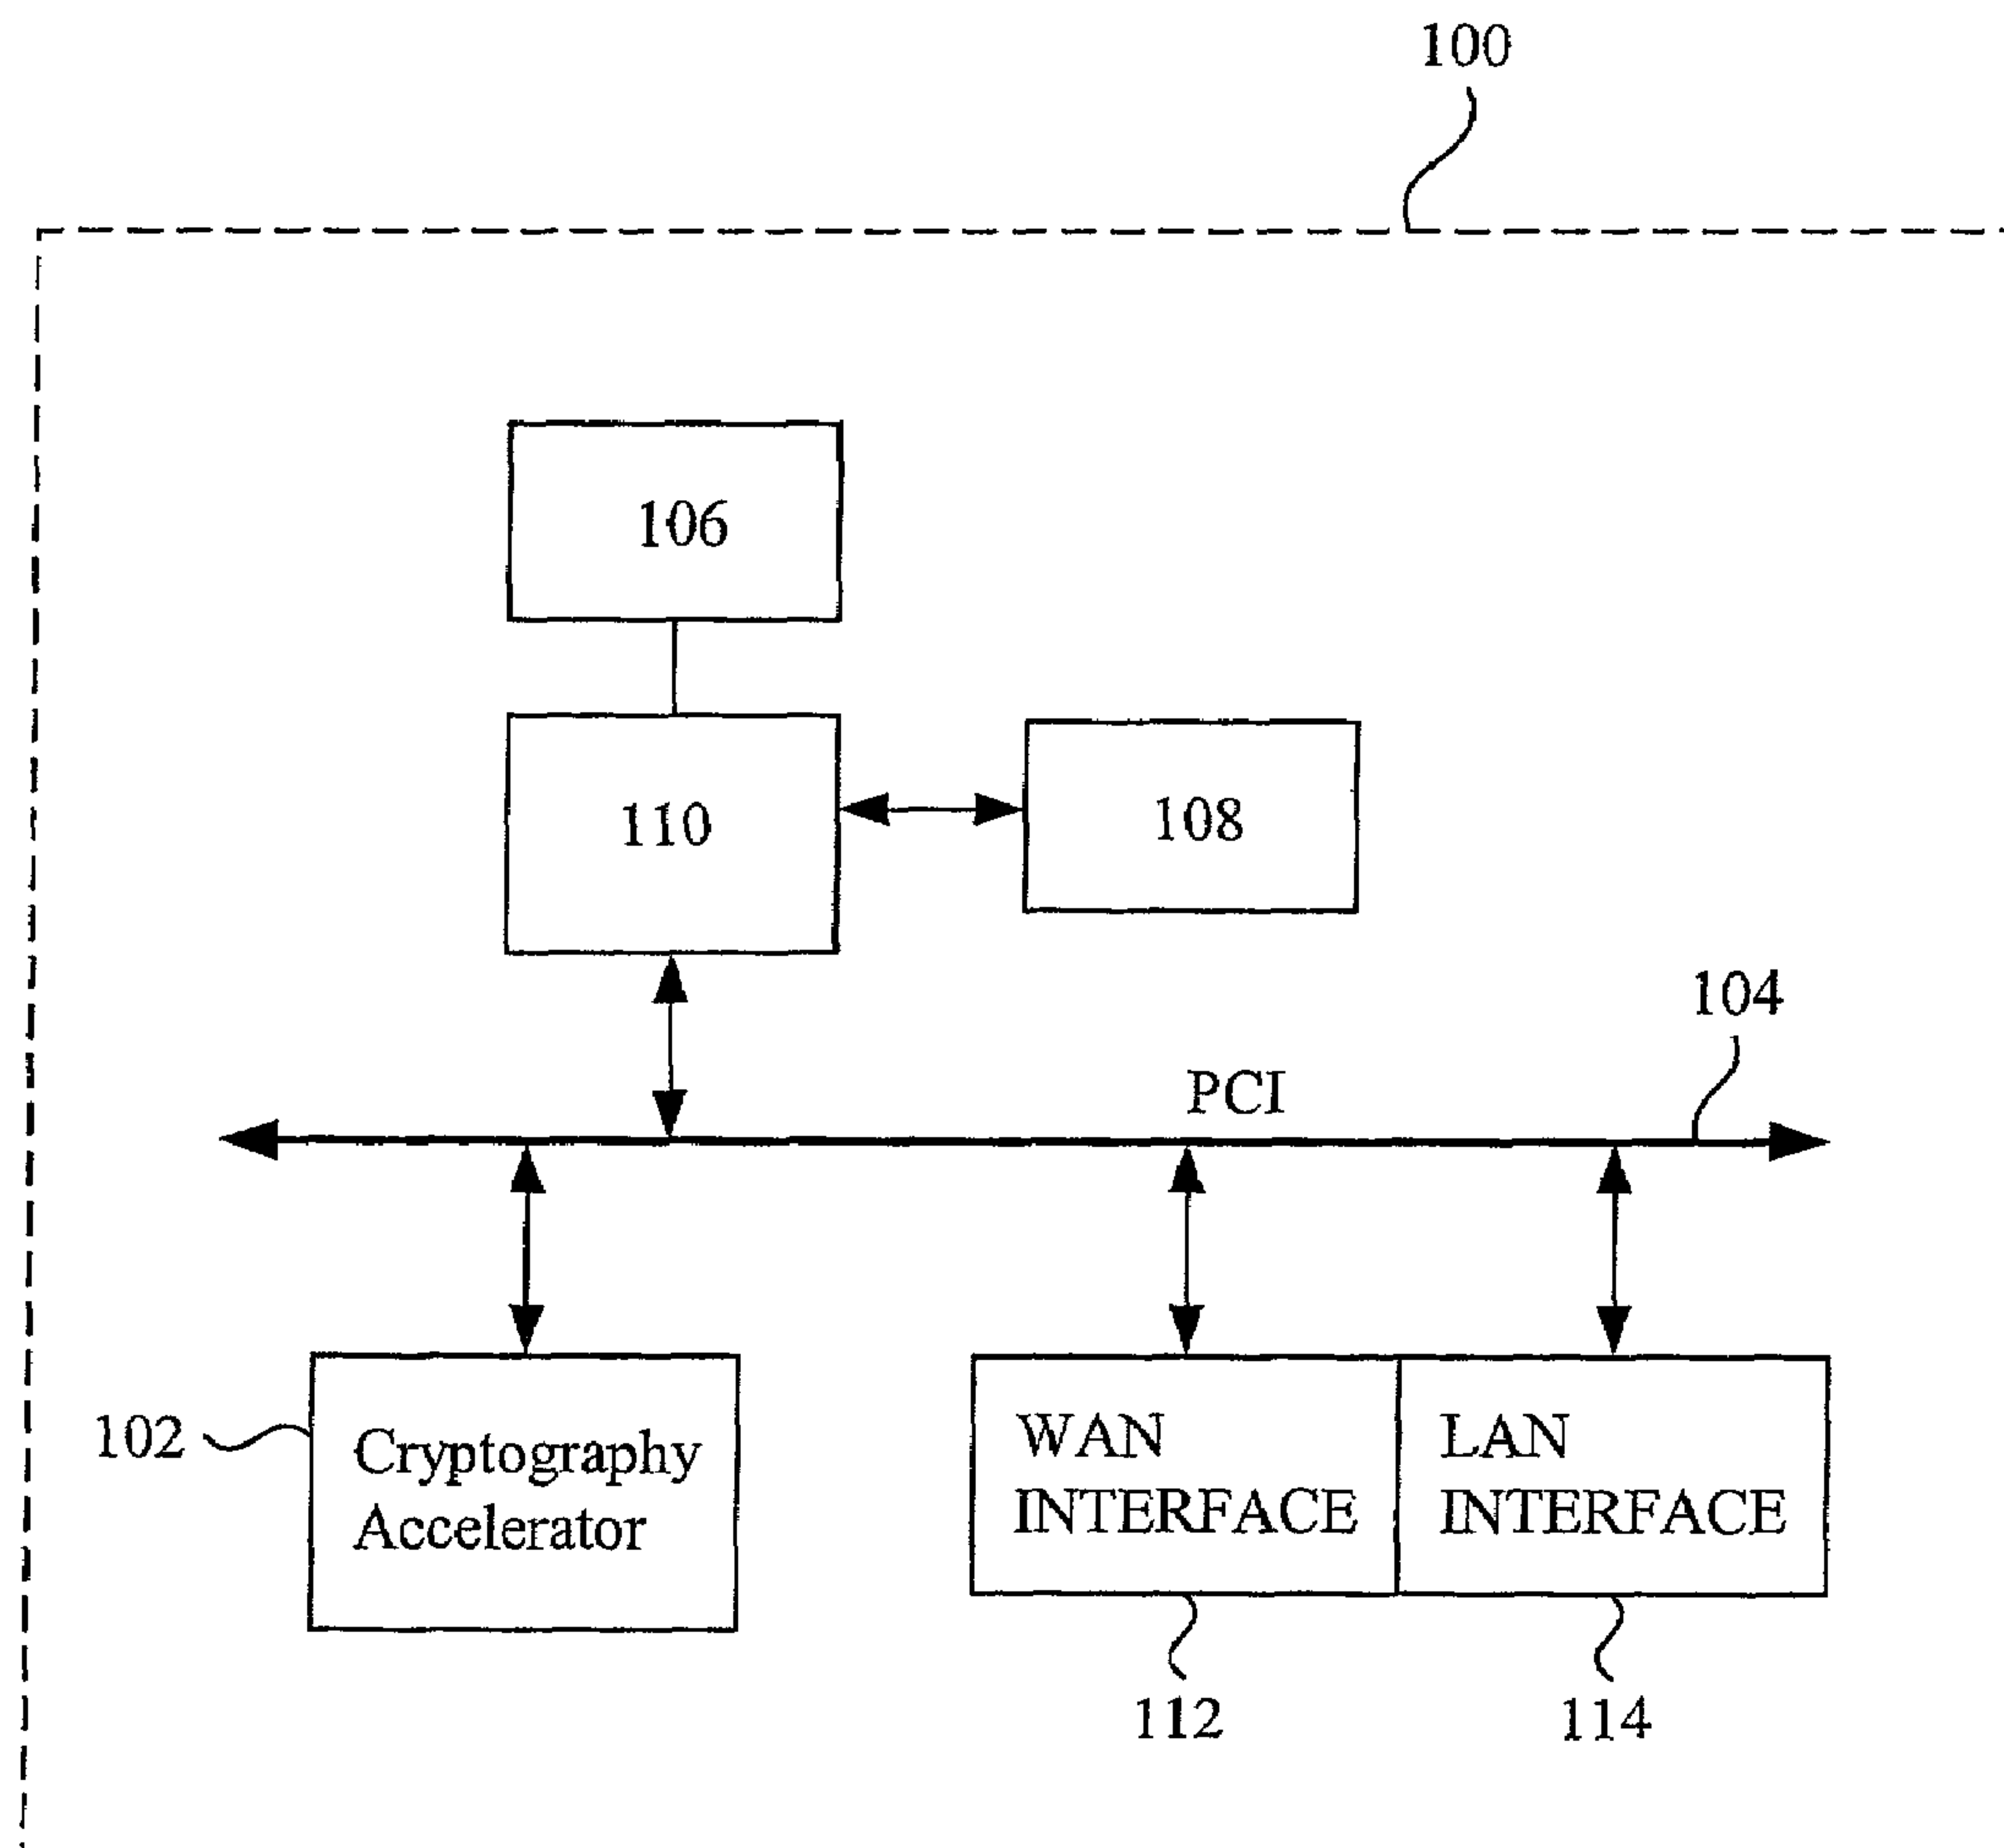 100
106
110
108
104
PCI
102
Cryptography
Accelerator
WAN
INTERFACE
LAN
INTERFACE
112
114